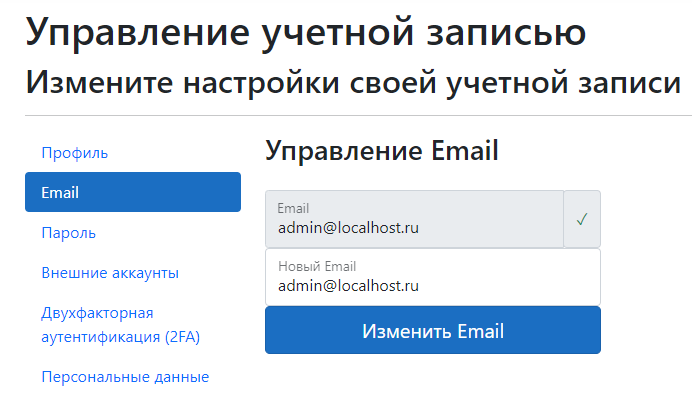 Управление учетной записью
Измените настройки своей учетной записи
Профиль
Email
Пароль
Внешние аккаунты
Двухфакторная
аутентификация (2FA)
Персональные данные
Управление Email
Email
admin@localhost.ru
✓
Новый Email
admin@localhost.ru
Изменить Email